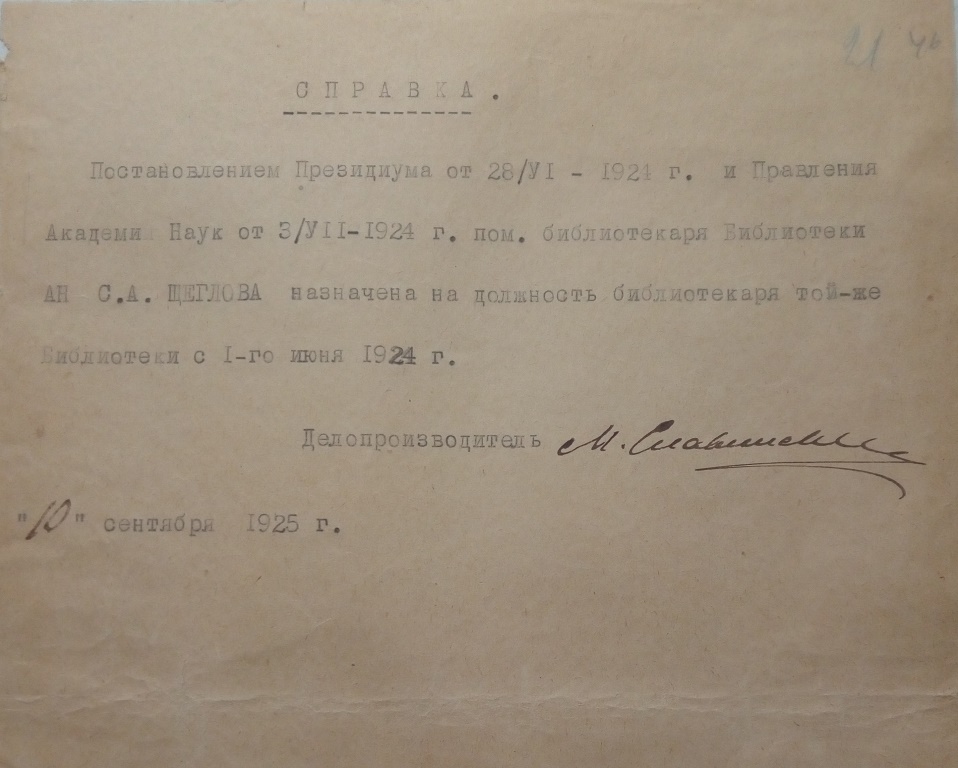 21 46
СПРАВКА.
Постановлением Президиума от 28/VI - 1924 г. и Правления
Академии Наук от 3/VII-1924 г. пом. библиотекаря Библиотеки
АН С.А. ЩЕГЛОВА назначена на должность библиотекаря той-же
Библиотеки с I-го июня 1924 г.
Делопроизводитель М.
"10" сентября 1925 г.